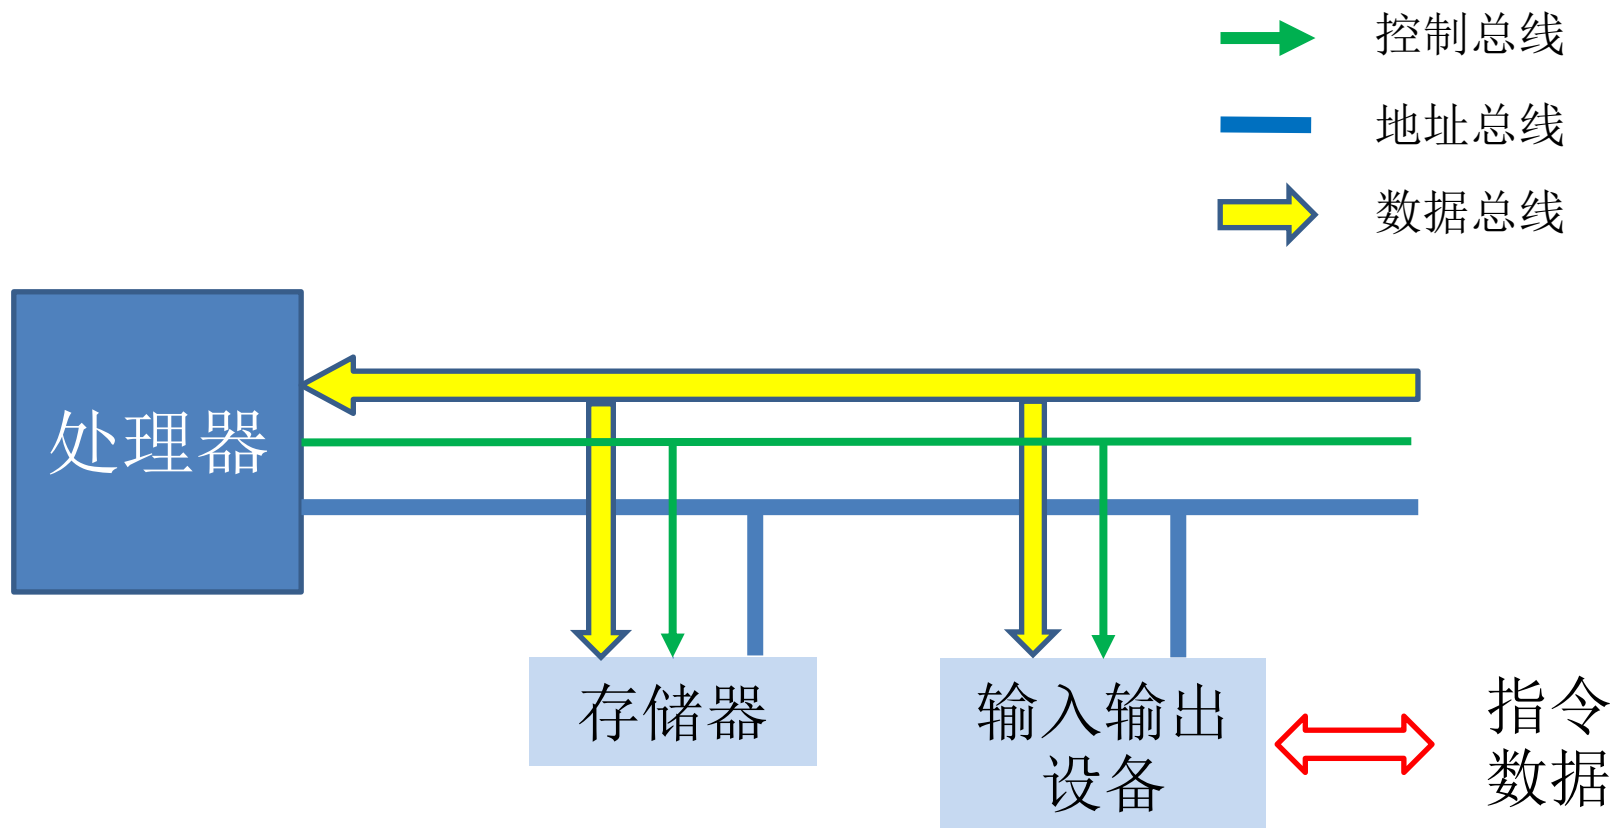 控制总线
地址总线
数据总线
处理器
存储器
输入输出
设备
指令
数据